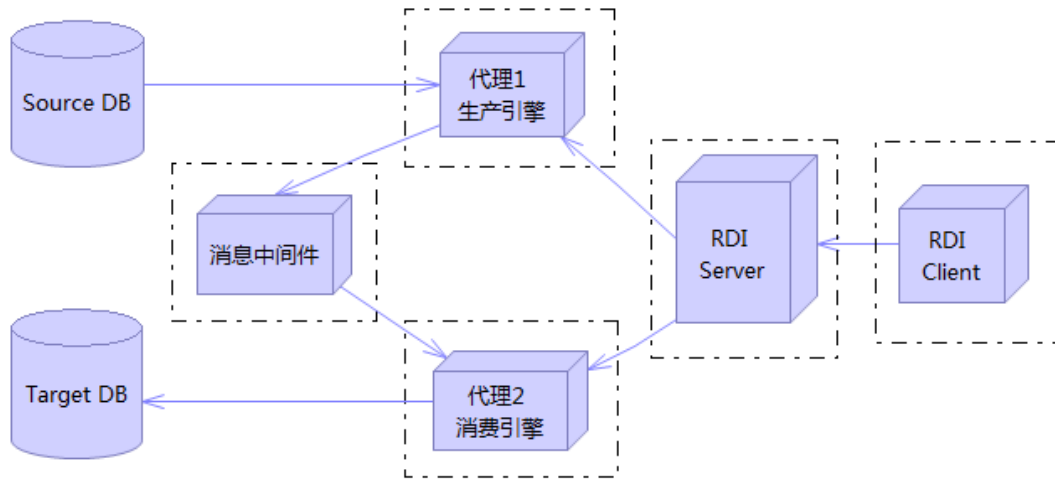 Source DB
代理1
生产引擎
消息中间件
RDI
Server
RDI
Client
Target DB
代理2
消费引擎